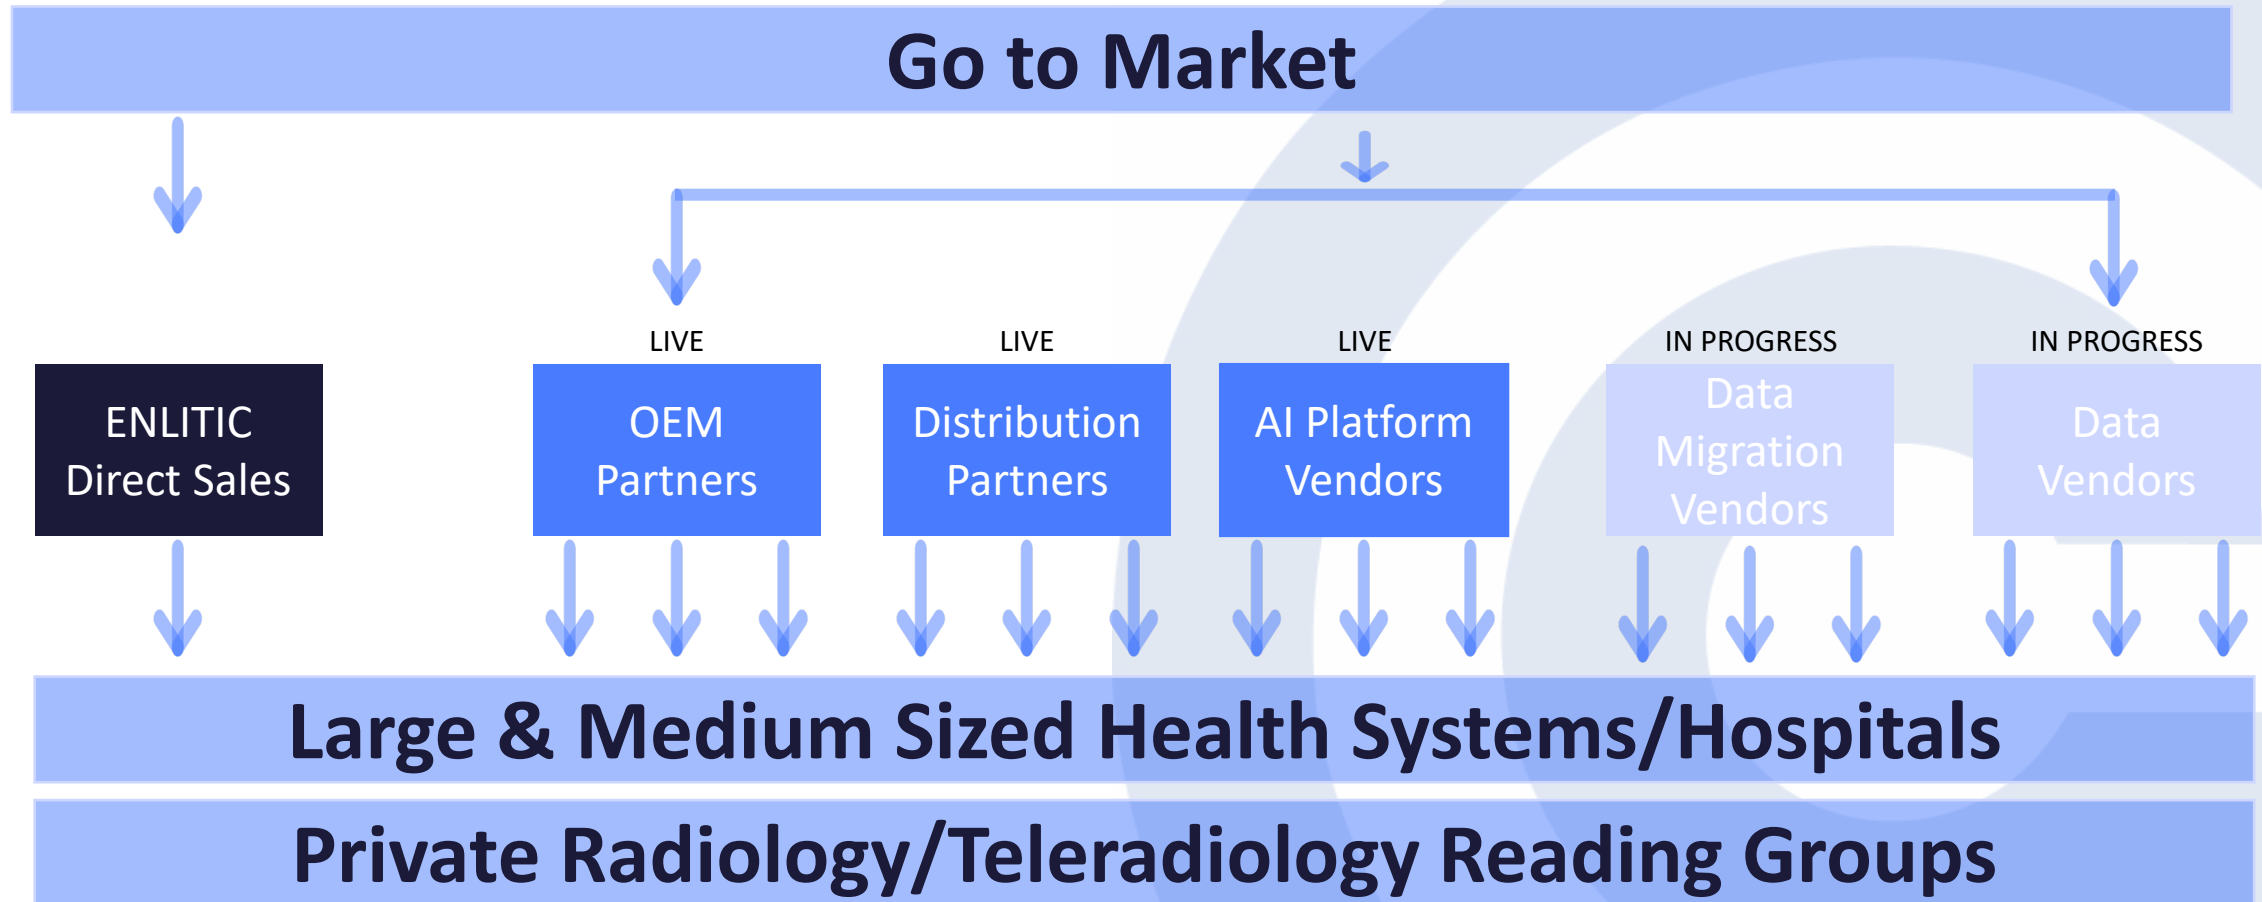 Go to Market
LIVE
LIVE
LIVE
IN PROGRESS
IN PROGRESS
ENLITIC
Direct Sales
OEM
Partners
Distribution
Partners
AI Platform
Vendors
Data
Migration
Vendors
Data
Vendors
Large & Medium Sized Health Systems/Hospitals
Private Radiology/Teleradiology Reading Groups